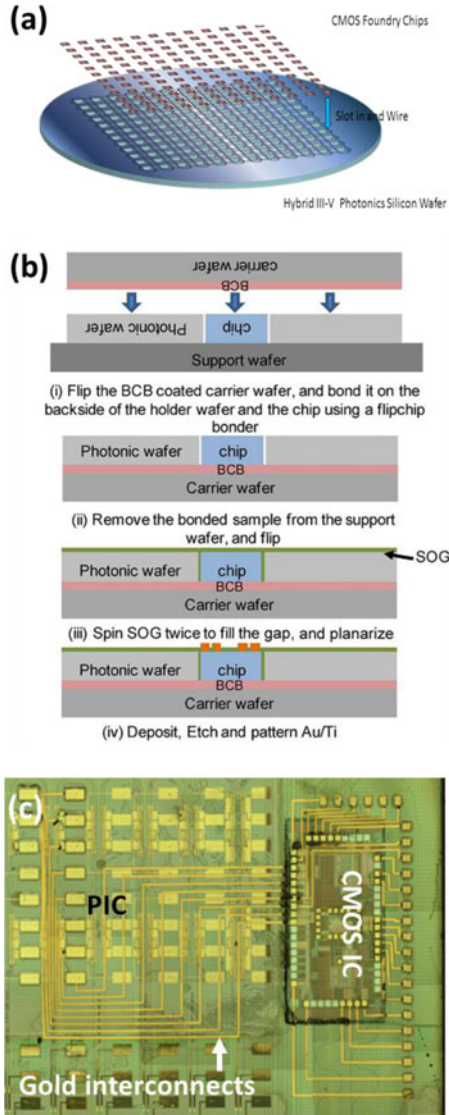 (a)
CMOS Foundry Chips
Slot in and Wire
Hybrid III-V Photonics Silicon Wafer
(b)
carrier wafer
BCB
Photonic wafer
chip
Support wafer
(i) Flip the BCB coated carrier wafer, and bond it on the
backside of the holder wafer and the chip using a flipchip
bonder
Photonic wafer
chip
BCB
Carrier wafer
(ii) Remove the bonded sample from the support
wafer, and flip
SOG
Photonic wafer
chip
BCB
Carrier wafer
(iii) Spin SOG twice to fill the gap, and planarize
Photonic wafer
chip
BCB
Carrier wafer
(iv) Deposit, Etch and pattern Au/Ti
(c)
PIC
CMOS IC
Gold interconnects